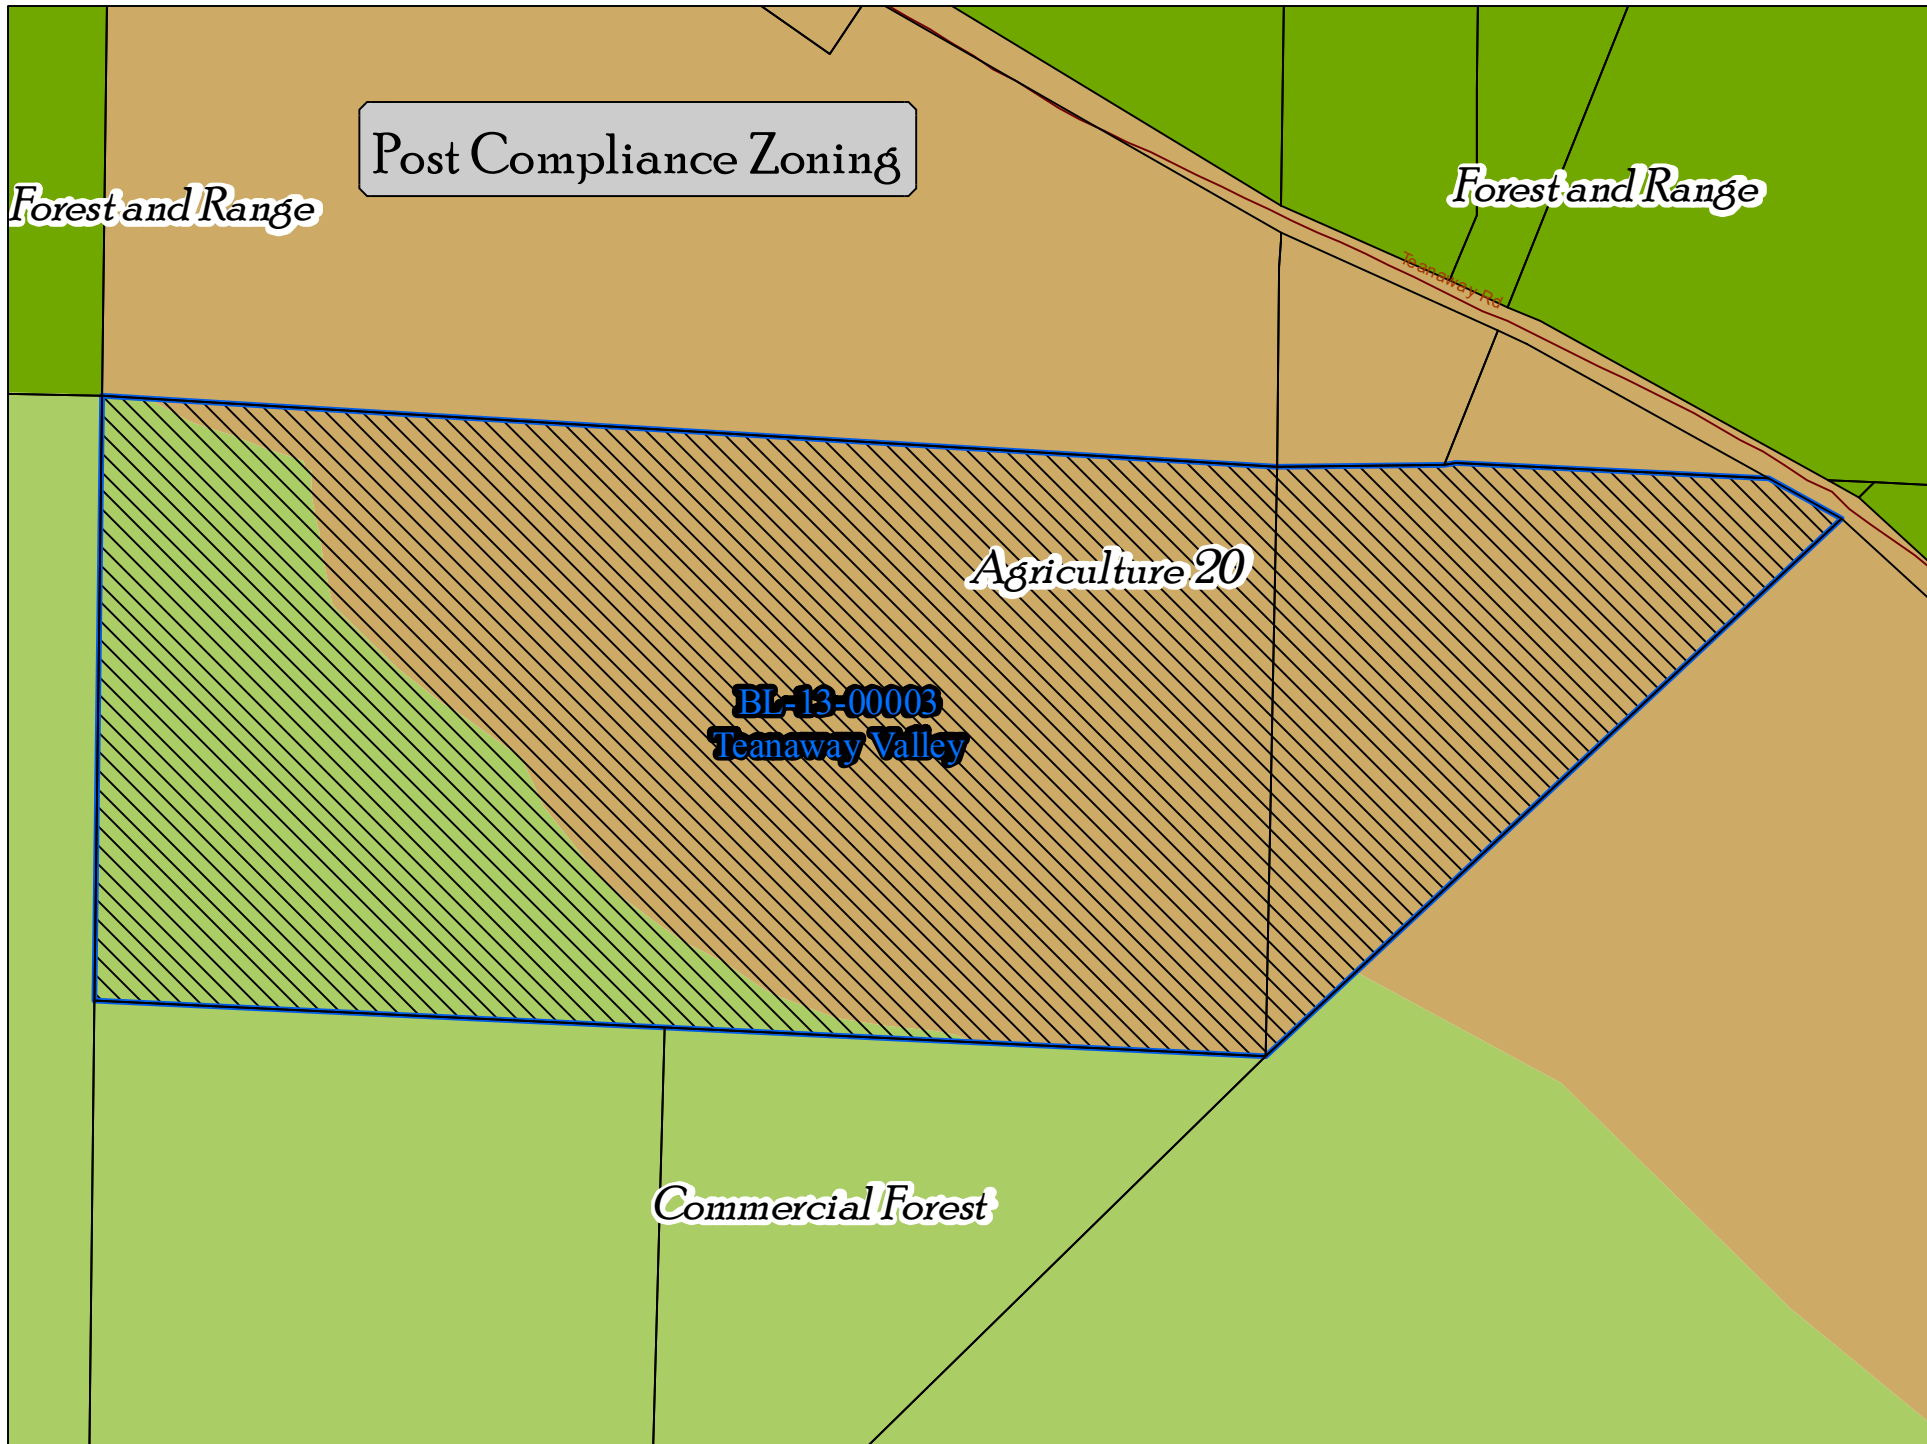 Post Compliance Zoning
Forest and Range
Forest and Range
Teanaway Rd
Agriculture 20
BL-13-00003
Teanaway Valley
Commercial Forest